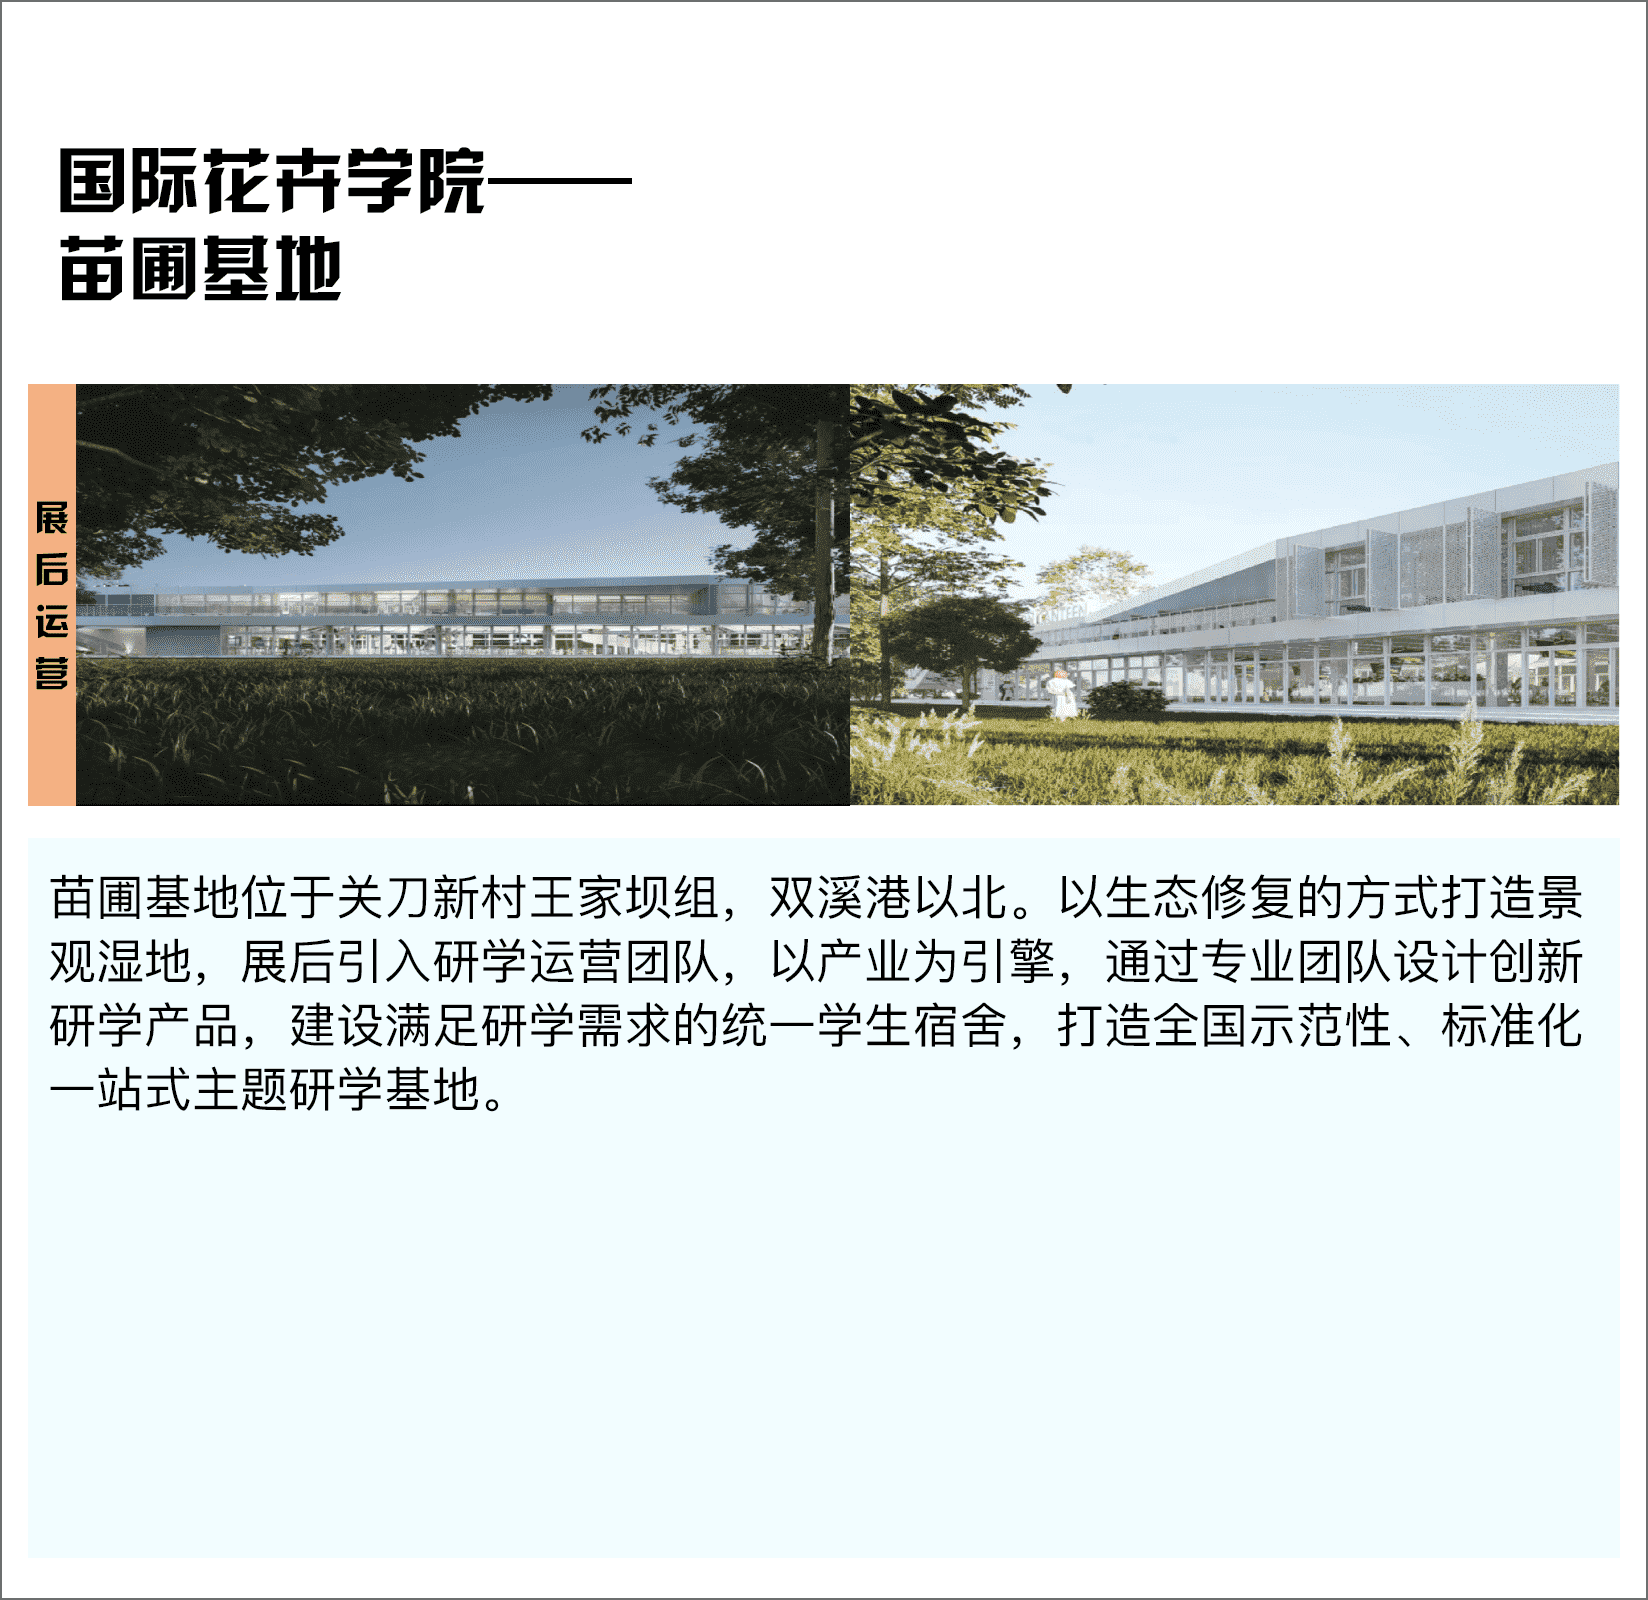 国际花卉学院——
苗圃基地
展
后
运
营
苗圃基地位于关刀新村王家坝组，双溪港以北。以生态修复的方式打造景
观湿地，展后引入研学运营团队，以产业为引擎，通过专业团队设计创新
研学产品，建设满足研学需求的统一学生宿舍，打造全国示范性、标准化
一站式主题研学基地。